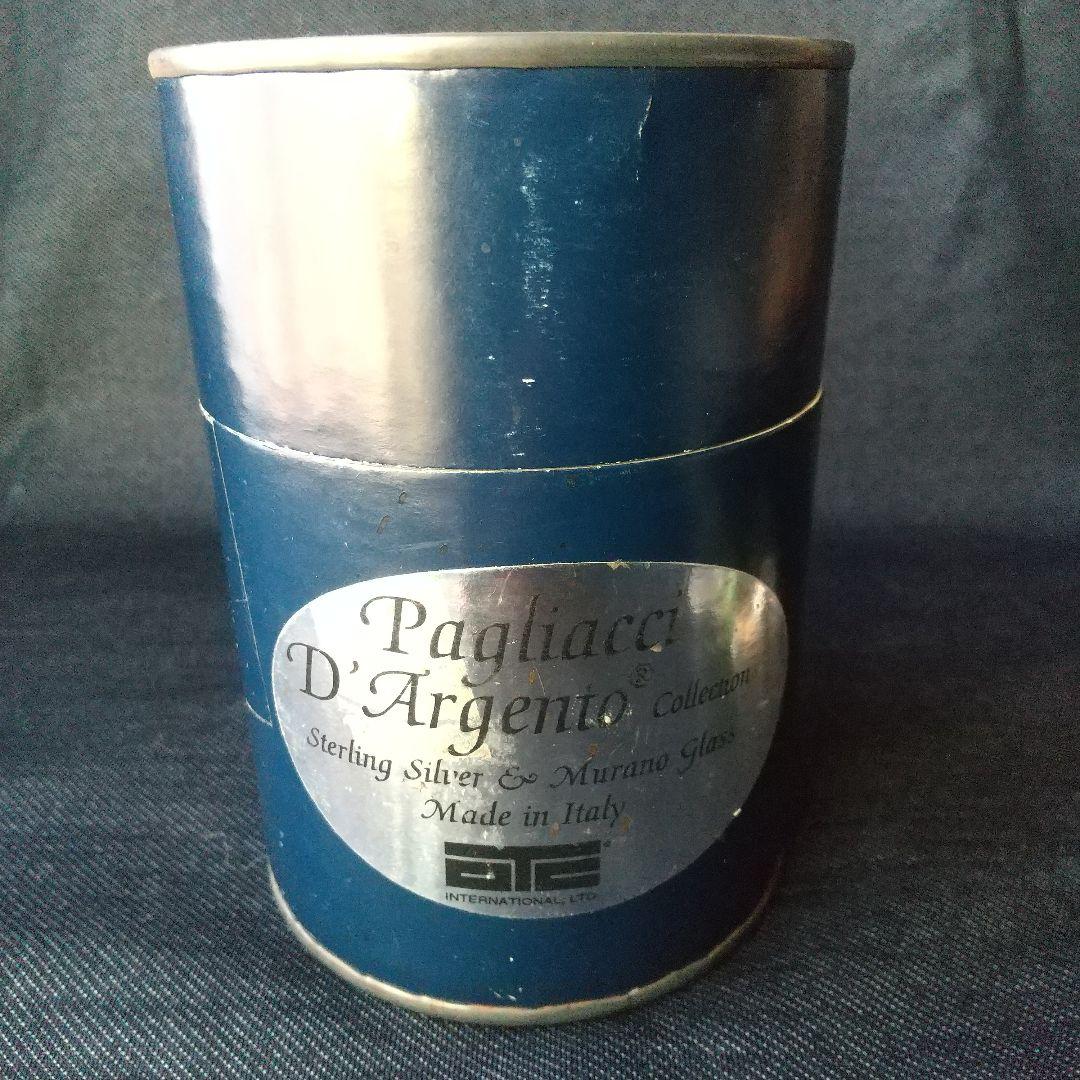 Pagliacci
D'Argento® Collection
Sterling Silver & Murano Glass
Made in Italy
INTERNATIONAL, LTD